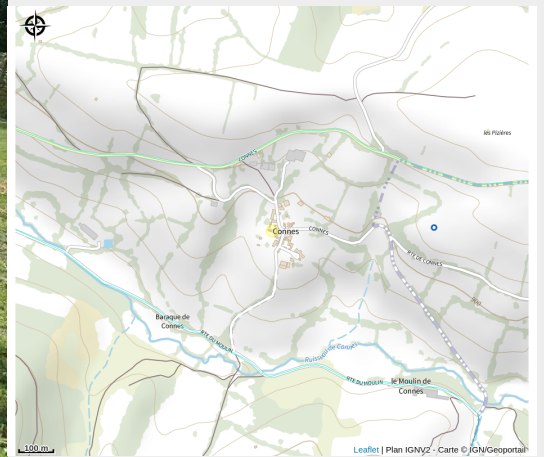 lès Pizières
CONNES
Connes
CONNES
RTE DE CONNES
Baraque de
Connes
RTE DU MOULIN
Ruisseau de Connes
RTE DU MOULIN
le Moulin de
Connes
100 m
Leaflet | Plan IGNV2 - Carte © IGN/Geoportail